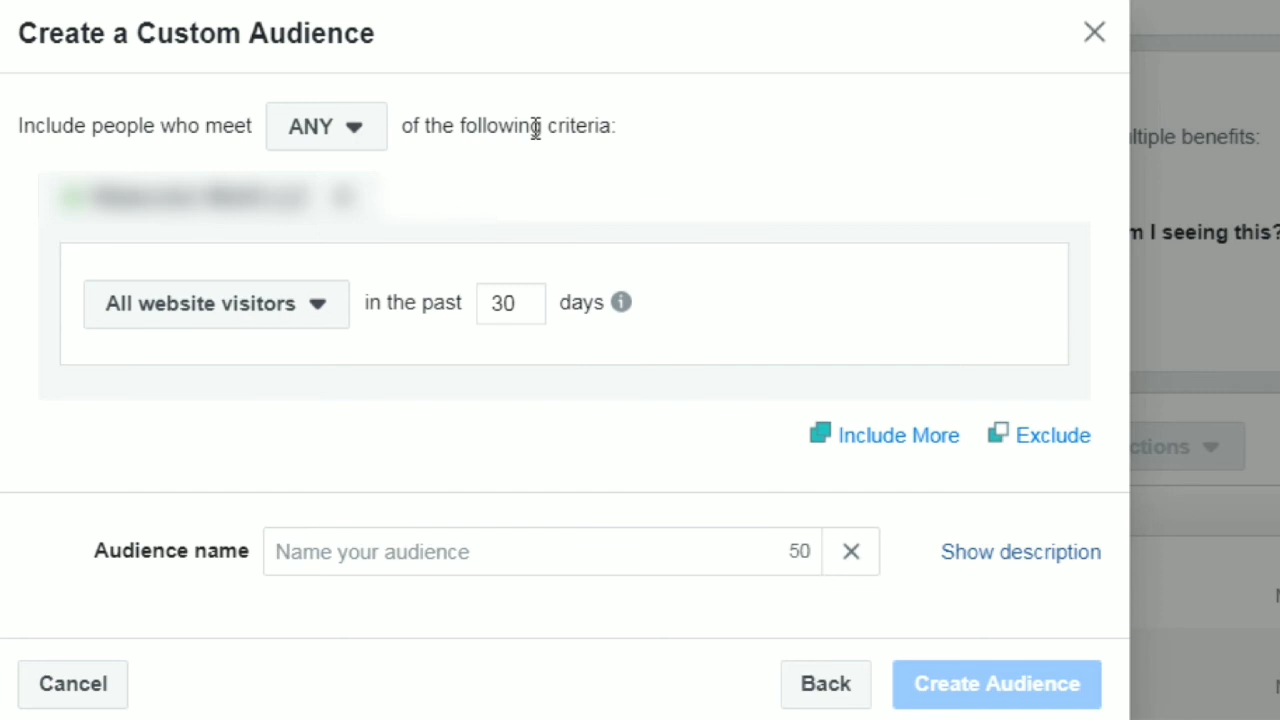 Create a Custom Audience
Include people who meet ANY of the following criteria:
ltiple benefits:
m I seeing this?
All website visitors in the past 30 days
Include More Exclude
ctions
Audience name Name your audience 50 Show description
Cancel Back Create Audience